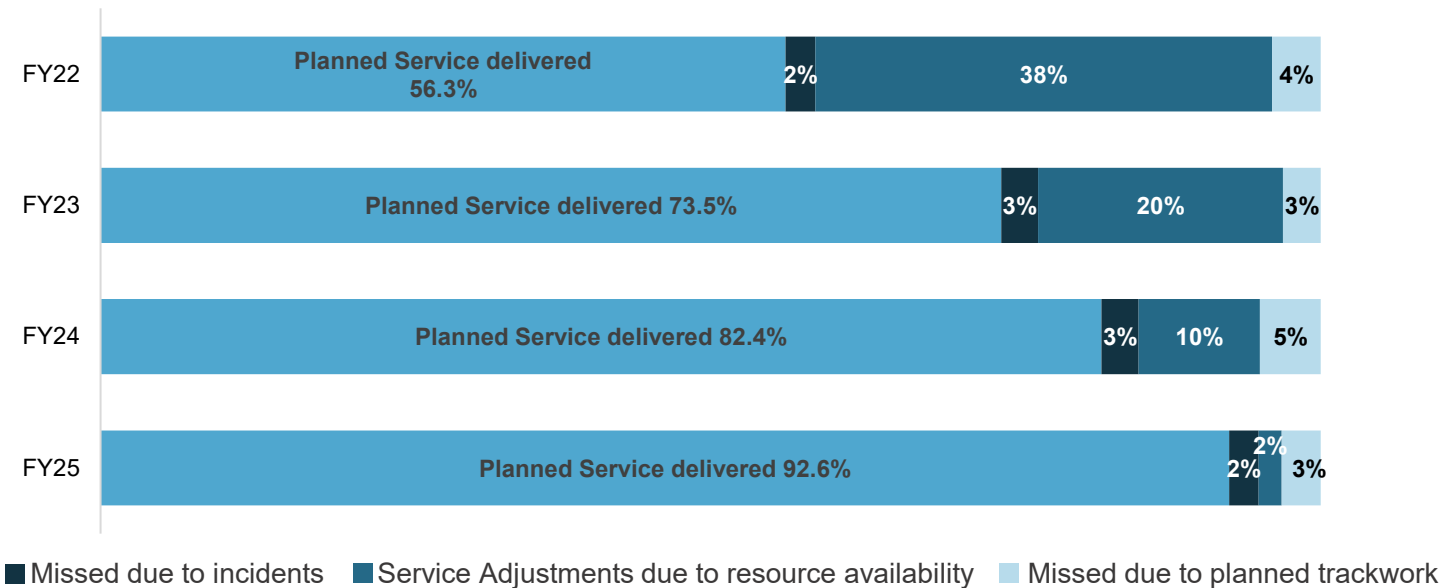 FY22
Planned Service delivered
56.3%
2%
38%
4%
FY23
Planned Service delivered 73.5%
3%
20%
3%
FY24
Planned Service delivered 82.4%
3%
10%
5%
FY25
Planned Service delivered 92.6%
2%
2%
3%
Missed due to incidents
Service Adjustments due to resource availability
Missed due to planned trackwork